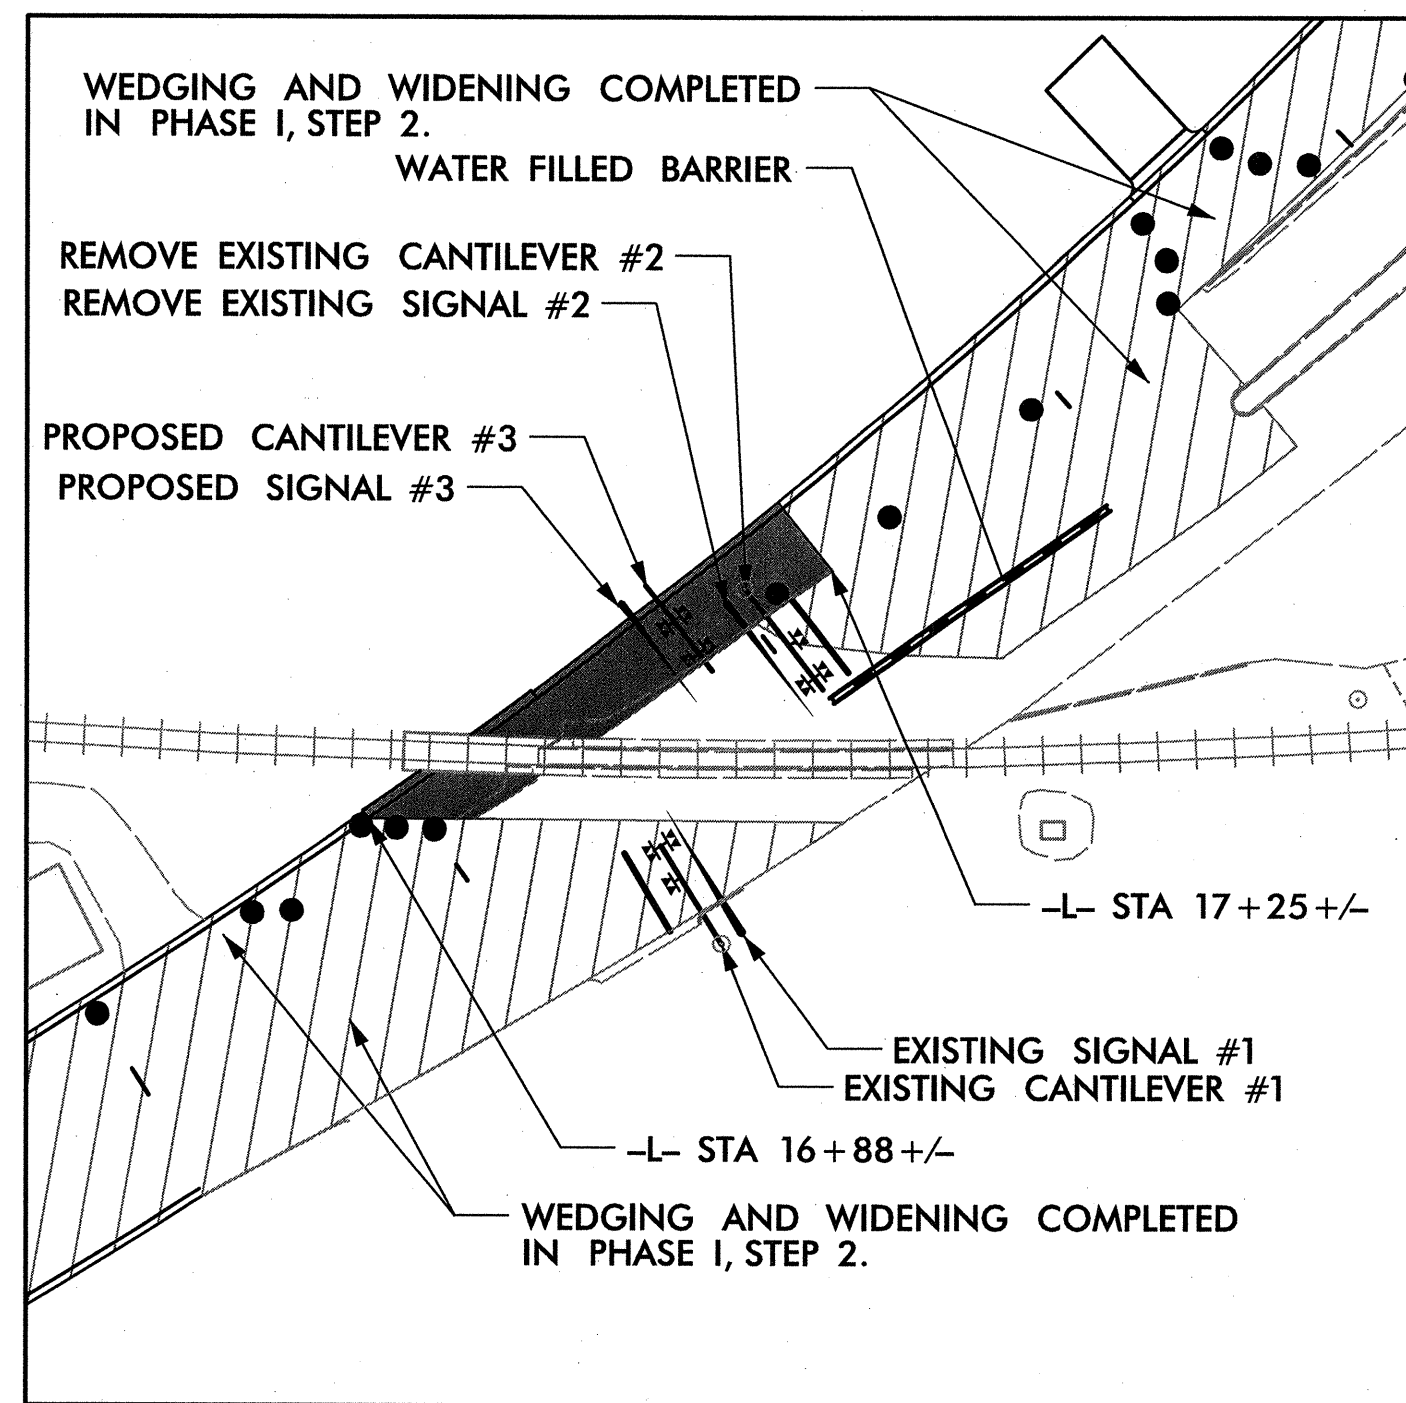 WEDGING AND WIDENING COMPLETED
IN PHASE I, STEP 2.
WATER FILLED BARRIER
REMOVE EXISTING CANTILEVER #2
REMOVE EXISTING SIGNAL #2
PROPOSED CANTILEVER #3
PROPOSED SIGNAL #3
–L– STA 17+25+/–
EXISTING SIGNAL #1
EXISTING CANTILEVER #1
–L– STA 16+88+/–
WEDGING AND WIDENING COMPLETED
IN PHASE I, STEP 2.